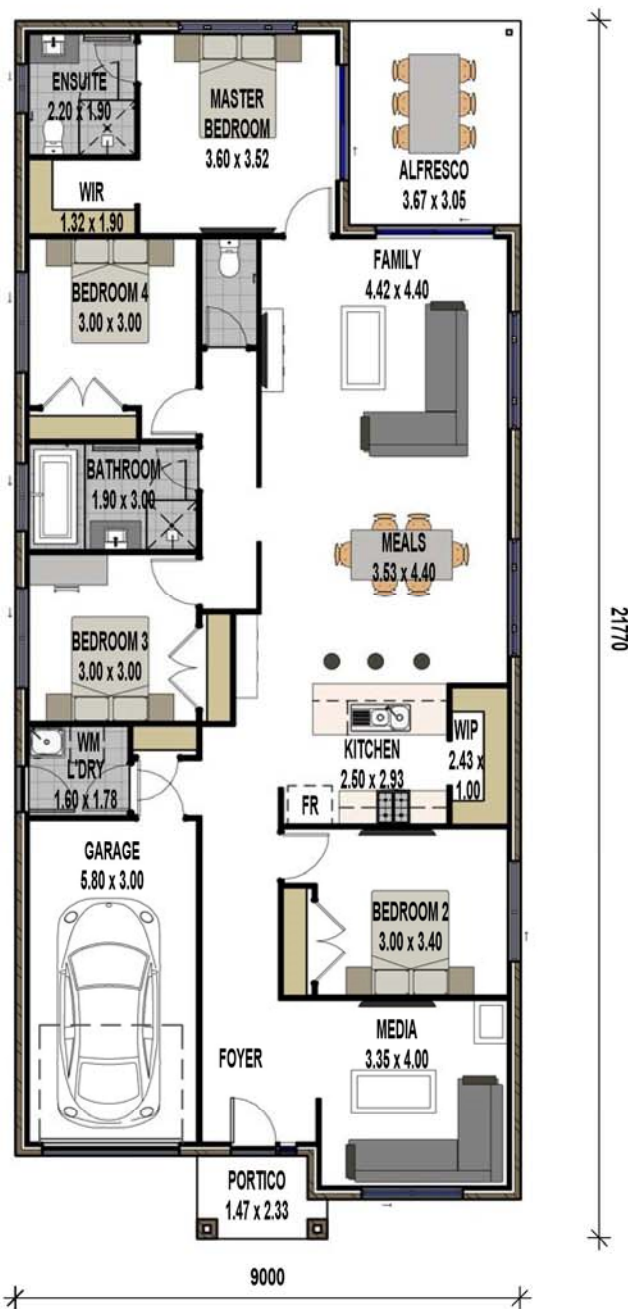 ENSUITE
2.20 x 1.90
MASTER
BEDROOM
3.60 x 3.52
ALFRESCO
3.67 x 3.05
WIR
1.32 x 1.90
FAMILY
4.42 x 4.40
BEDROOM 4
3.00 x 3.00
BATHROOM
1.90 x 3.00
MEALS
3.53 x 4.40
BEDROOM 3
3.00 x 3.00
21770
WM
L'DRY
1.60 x 1.78
KITCHEN
2.50 x 2.93
WIP
2.43 x
1.00
FR
GARAGE
5.80 x 3.00
BEDROOM 2
3.00 x 3.40
MEDIA
3.35 x 4.00
FOYER
PORTICO
1.47 x 2.33
9000